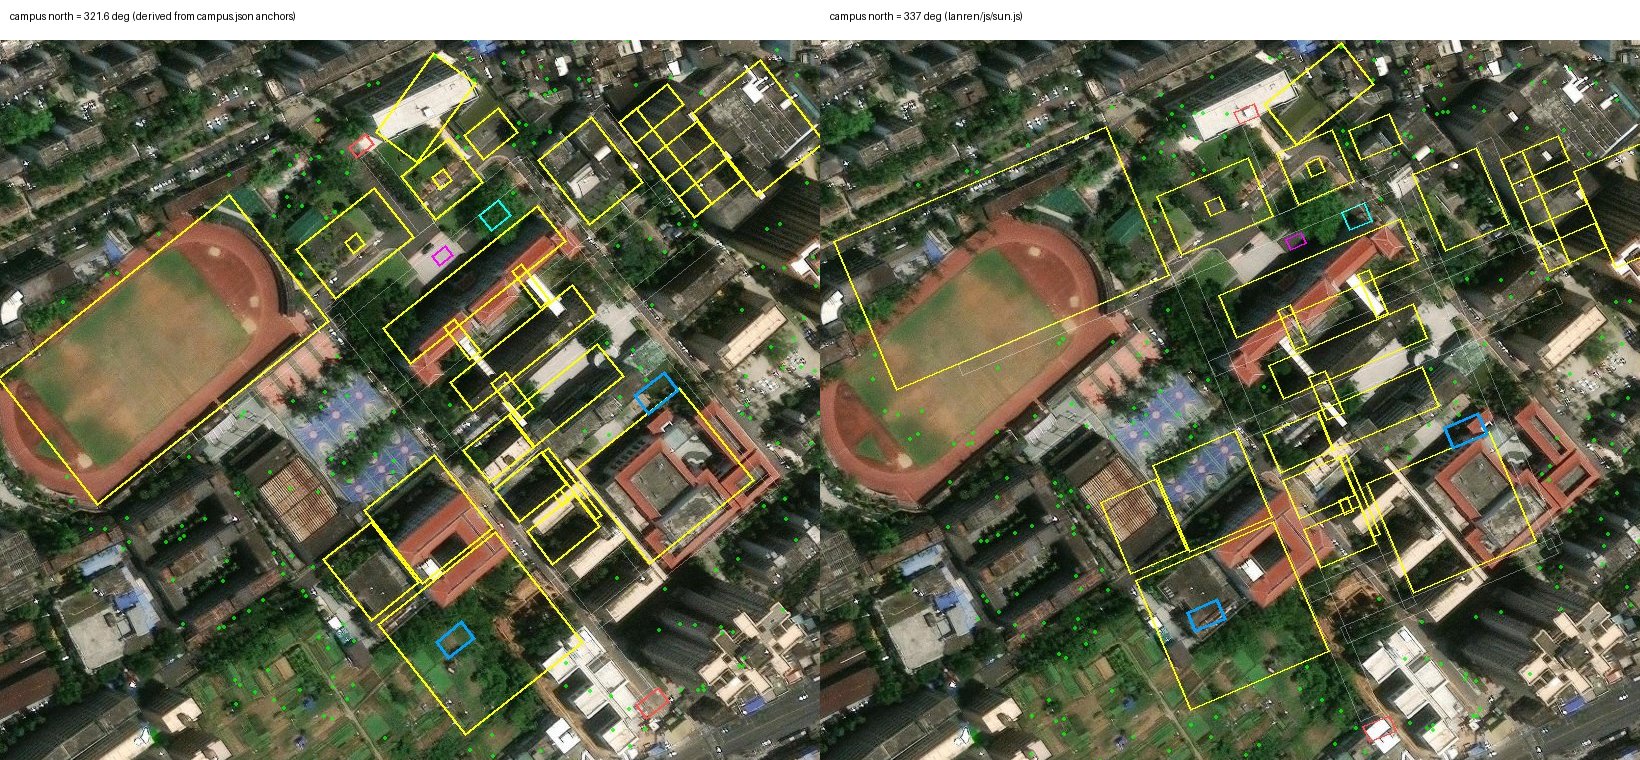 campus north = 321.6 deg (derived from campus.json anchors)
campus north = 337 deg (lanren/js/sun.js)